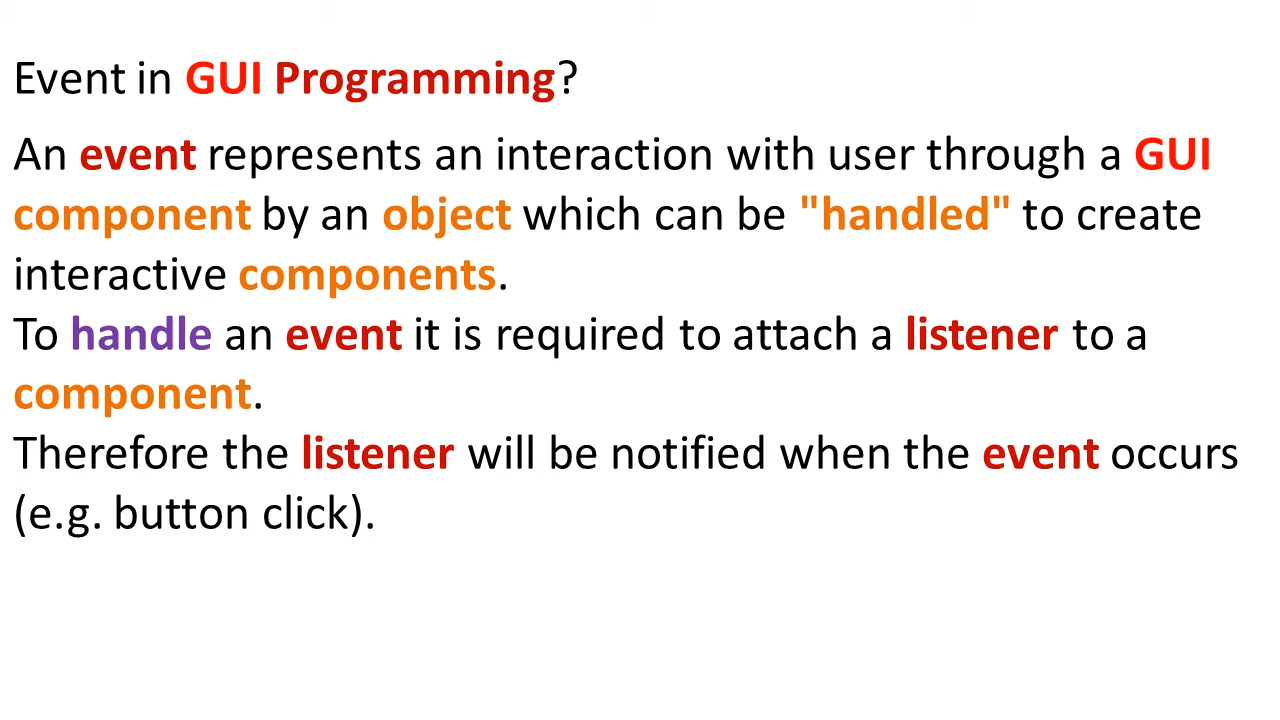 Event in GUI Programming?
An event represents an interaction with user through a GUI
component by an object which can be "handled" to create
interactive components.
To handle an event it is required to attach a listener to a
component.
Therefore the listener will be notified when the event occurs
(e.g. button click).